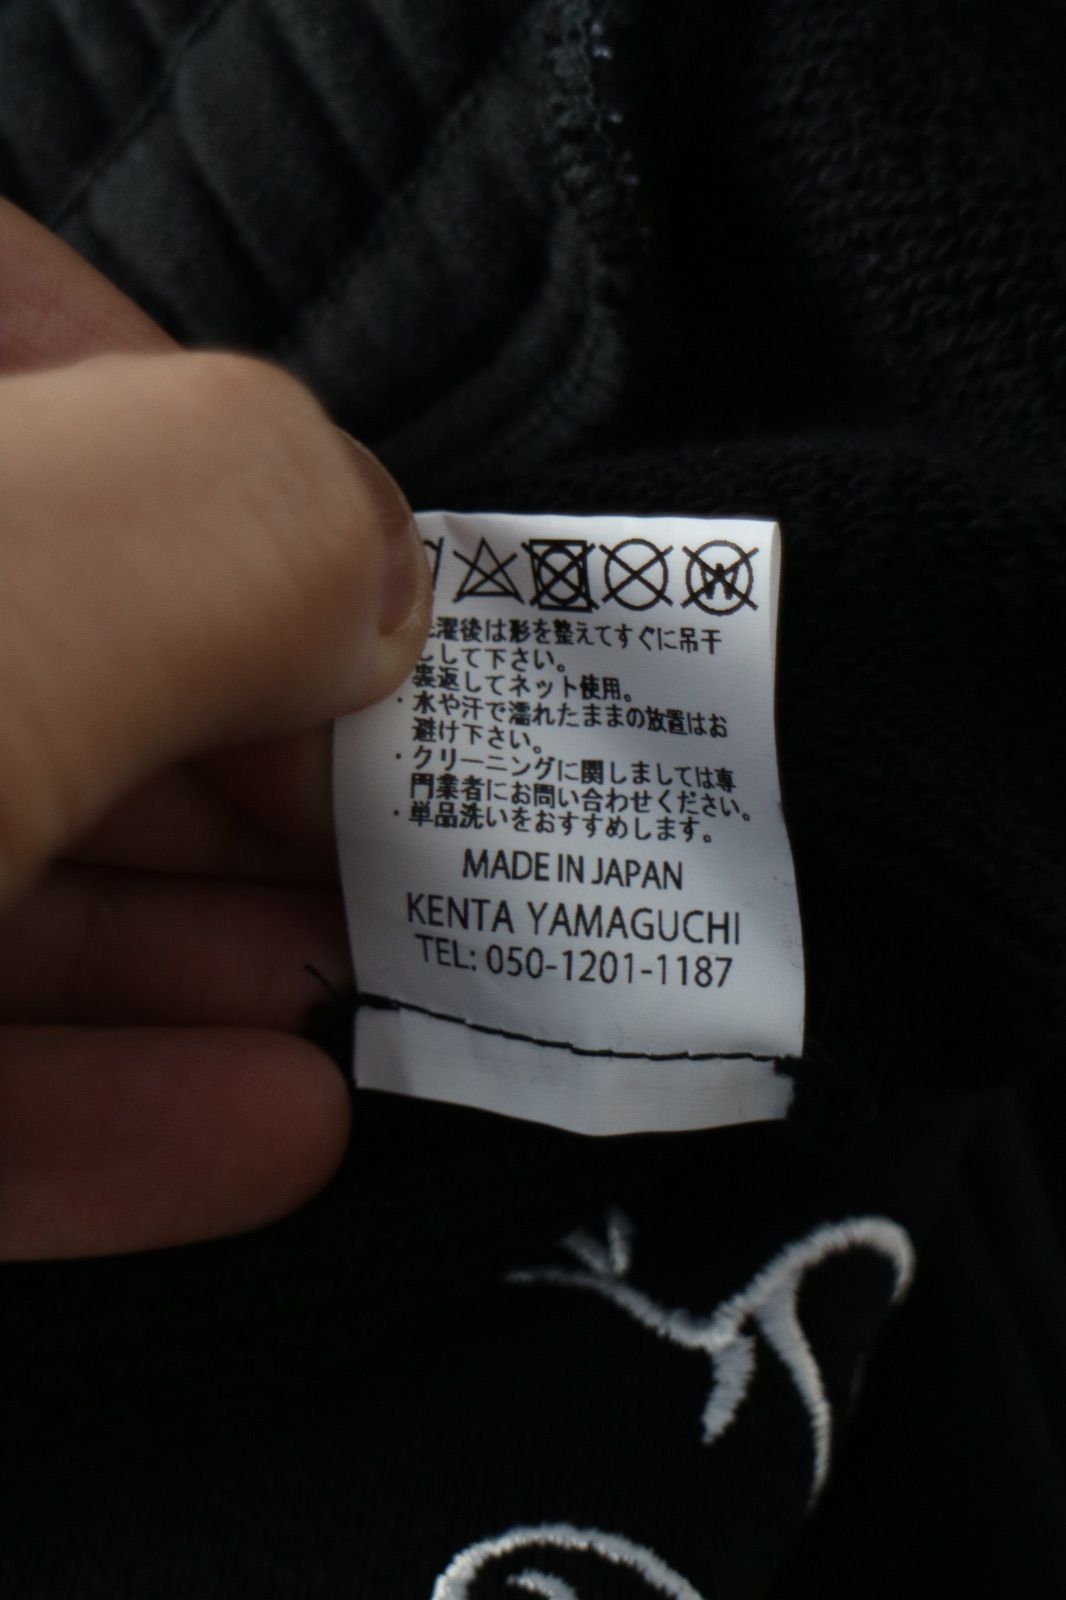 洗濯後は形を整えてすぐに吊干
しして下さい。
裏返してネット使用。
・水や汗で濡れたままの放置はお
避け下さい。
・クリーニングに関しましては専
門業者にお問い合わせください。
・単品洗いをおすすめします。
MADE IN JAPAN
KENTA YAMAGUCHI
TEL: 050-1201-1187